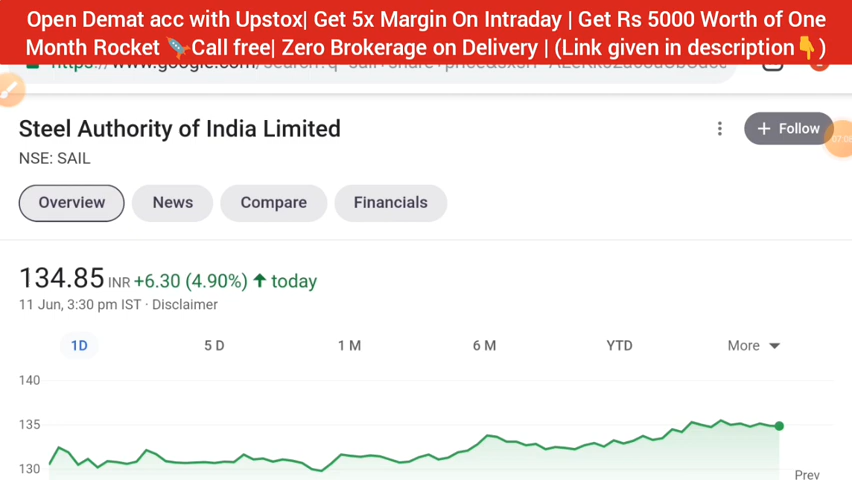 Open Demat acc with Upstox| Get 5x Margin On Intraday | Get Rs 5000 Worth of One
Month Rocket 🚀Call free| Zero Brokerage on Delivery | (Link given in description👇)
Steel Authority of India Limited
NSE: SAIL
+ Follow
Overview
News
Compare
Financials
134.85 INR +6.30 (4.90%) ↑ today
11 Jun, 3:30 pm IST · Disclaimer
1D
5 D
1 M
6 M
YTD
More
140
135
130
Prev